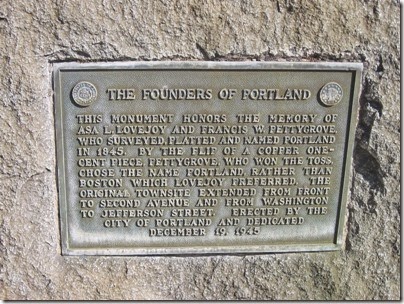 THE FOUNDERS OF PORTLAND
THIS MONUMENT HONORS THE MEMORY OF
ASA L. LOVEJOY AND FRANCIS W. PETTYGROVE,
WHO SURVEYED, PLATTED AND NAMED PORTLAND
IN 1845. BY THE FLIP OF A COPPER ONE-
CENT PIECE, PETTYGROVE, WHO WON THE TOSS,
CHOSE THE NAME PORTLAND, RATHER THAN
BOSTON WHICH LOVEJOY PREFERRED. THE
ORIGINAL TOWNSITE EXTENDED FROM FRONT
TO SECOND AVENUE AND FROM WASHINGTON
TO JEFFERSON STREET. ERECTED BY THE
CITY OF PORTLAND AND DEDICATED
DECEMBER 19, 1945